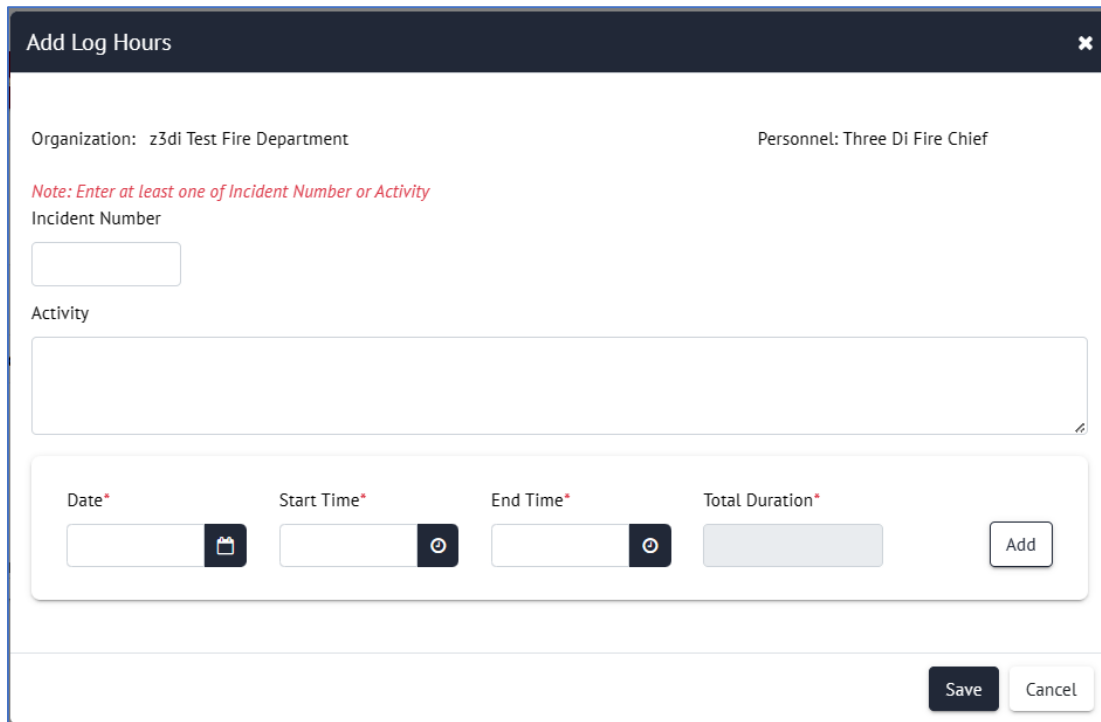 Add Log Hours
Organization: z3di Test Fire Department Personnel: Three Di Fire Chief
Note: Enter at least one of Incident Number or Activity
Incident Number
Activity
Date* Start Time* End Time* Total Duration*
Add
Save Cancel